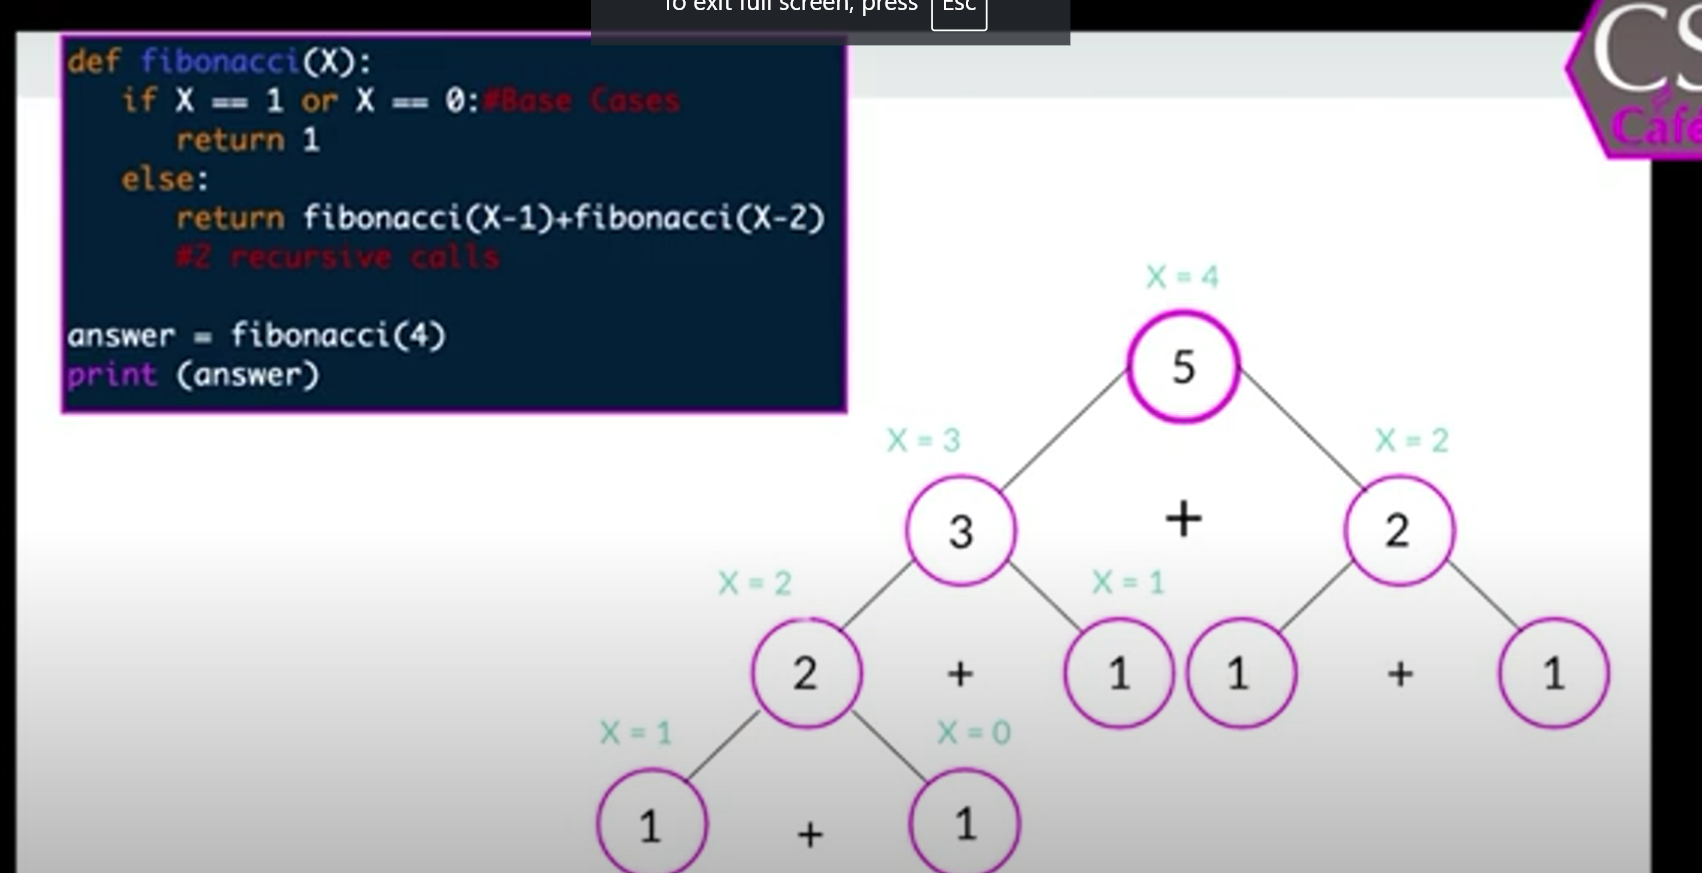 To exit full screen, press Esc
def fibonacci(X):
if X == 1 or X == 0:#Base Cases
return 1
else:
return fibonacci(X-1)+fibonacci(X-2)
#2 recursive calls
answer = fibonacci(4)
print (answer)
CS
Café
X = 4
5
X = 3
X = 2
3
+
2
X = 2
X = 1
2
+
1
1
+
1
X = 1
X = 0
1
+
1